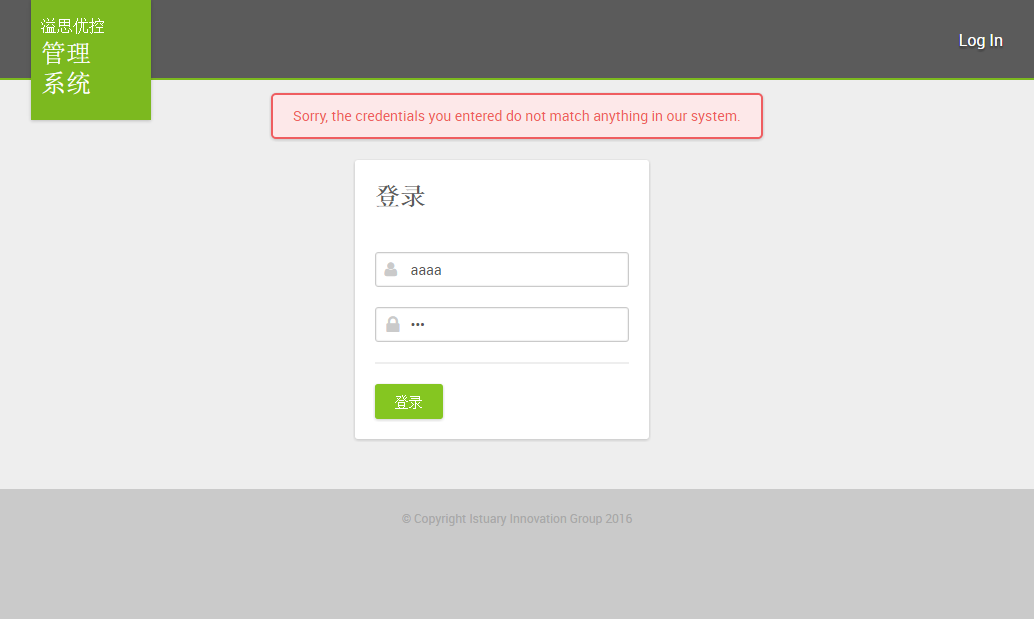 溢思优控
管理
系统
Log In
Sorry, the credentials you entered do not match anything in our system.
登录
aaaa
•••
登录
© Copyright Istuary Innovation Group 2016